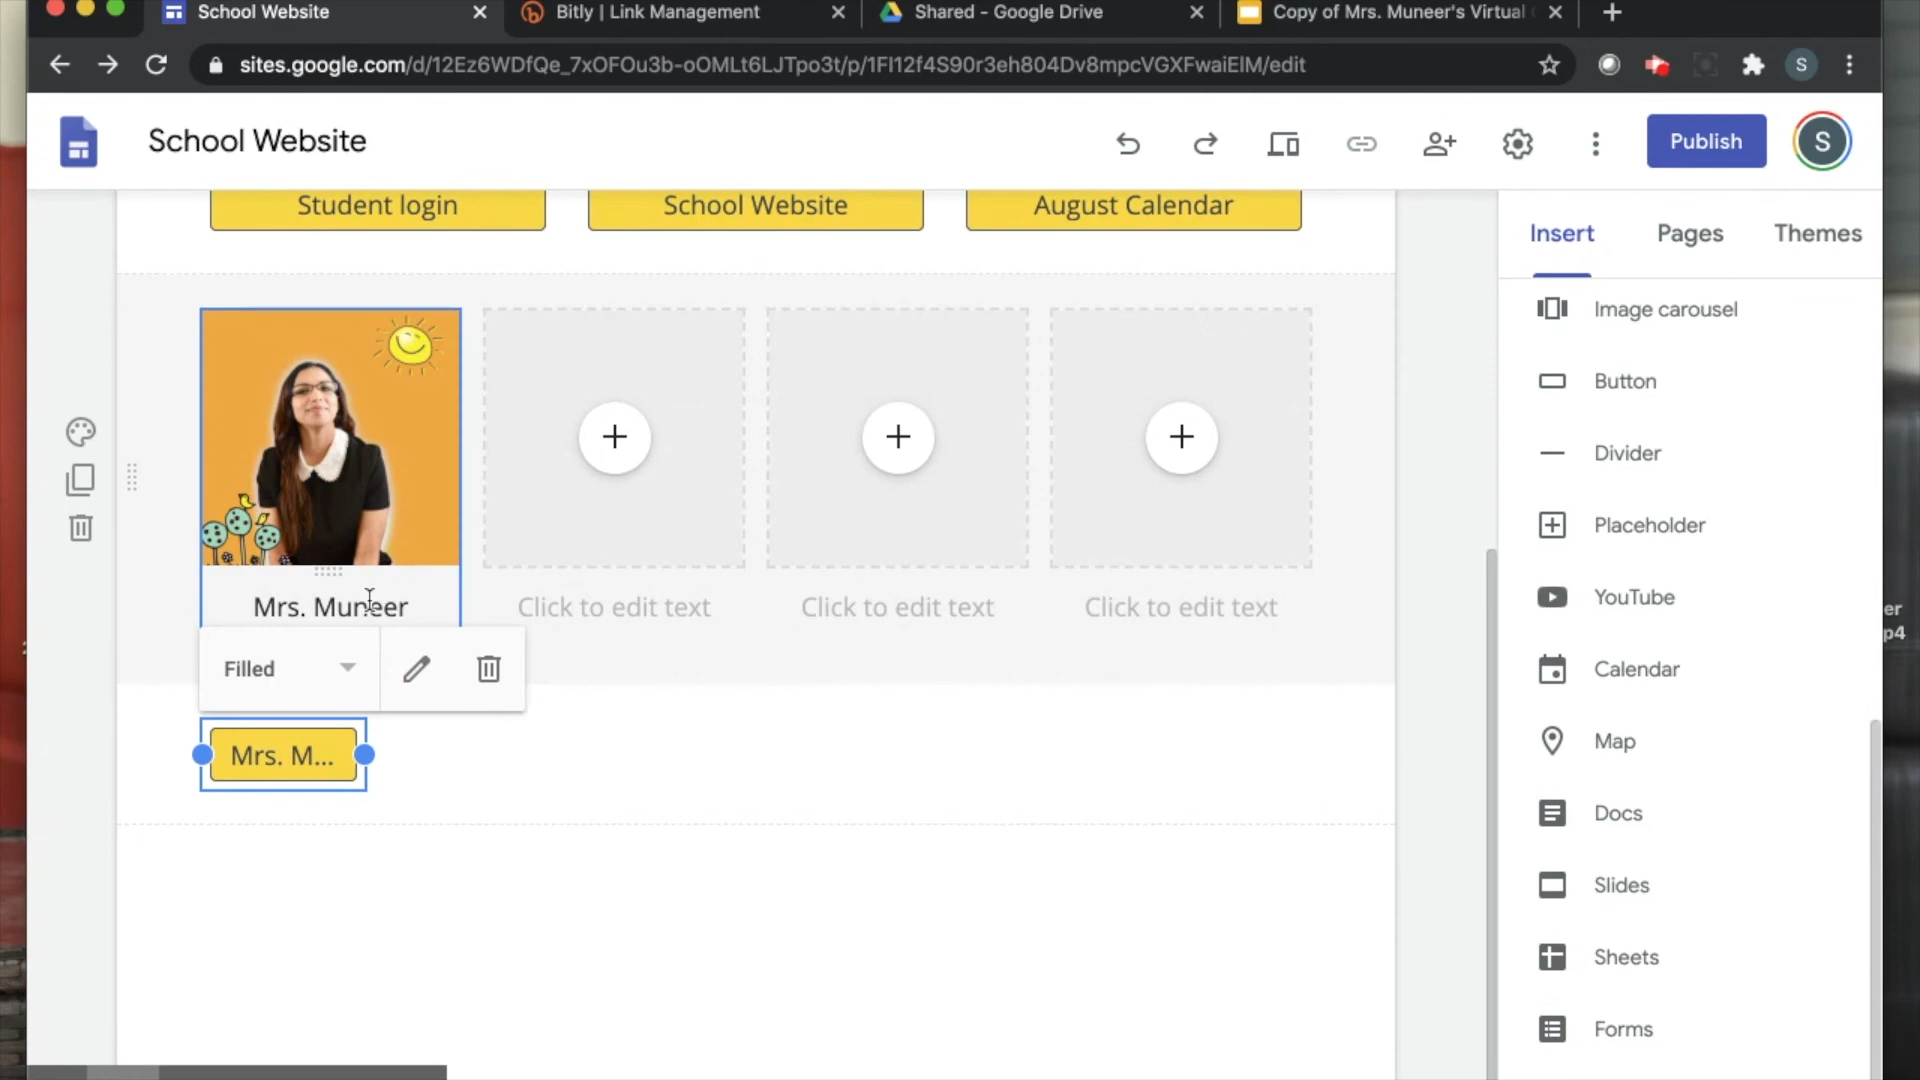 School Website
Bitly | Link Management
Shared - Google Drive
Copy of Mrs. Muneer's Virtual
sites.google.com/d/12Ez6WDfQe_7xOFOu3b-oOMLt6LJTpo3t/p/1FI12f4S90r3eh804Dv8mpcVGXFwaiEIM/edit
S
School Website
Publish
S
Student login
School Website
August Calendar
Insert
Pages
Themes
Image carousel
Button
Divider
Placeholder
YouTube
Calendar
Map
Docs
Slides
Sheets
Forms
Mrs. Muneer
Click to edit text
Click to edit text
Click to edit text
Filled
Mrs. M...
er
p4